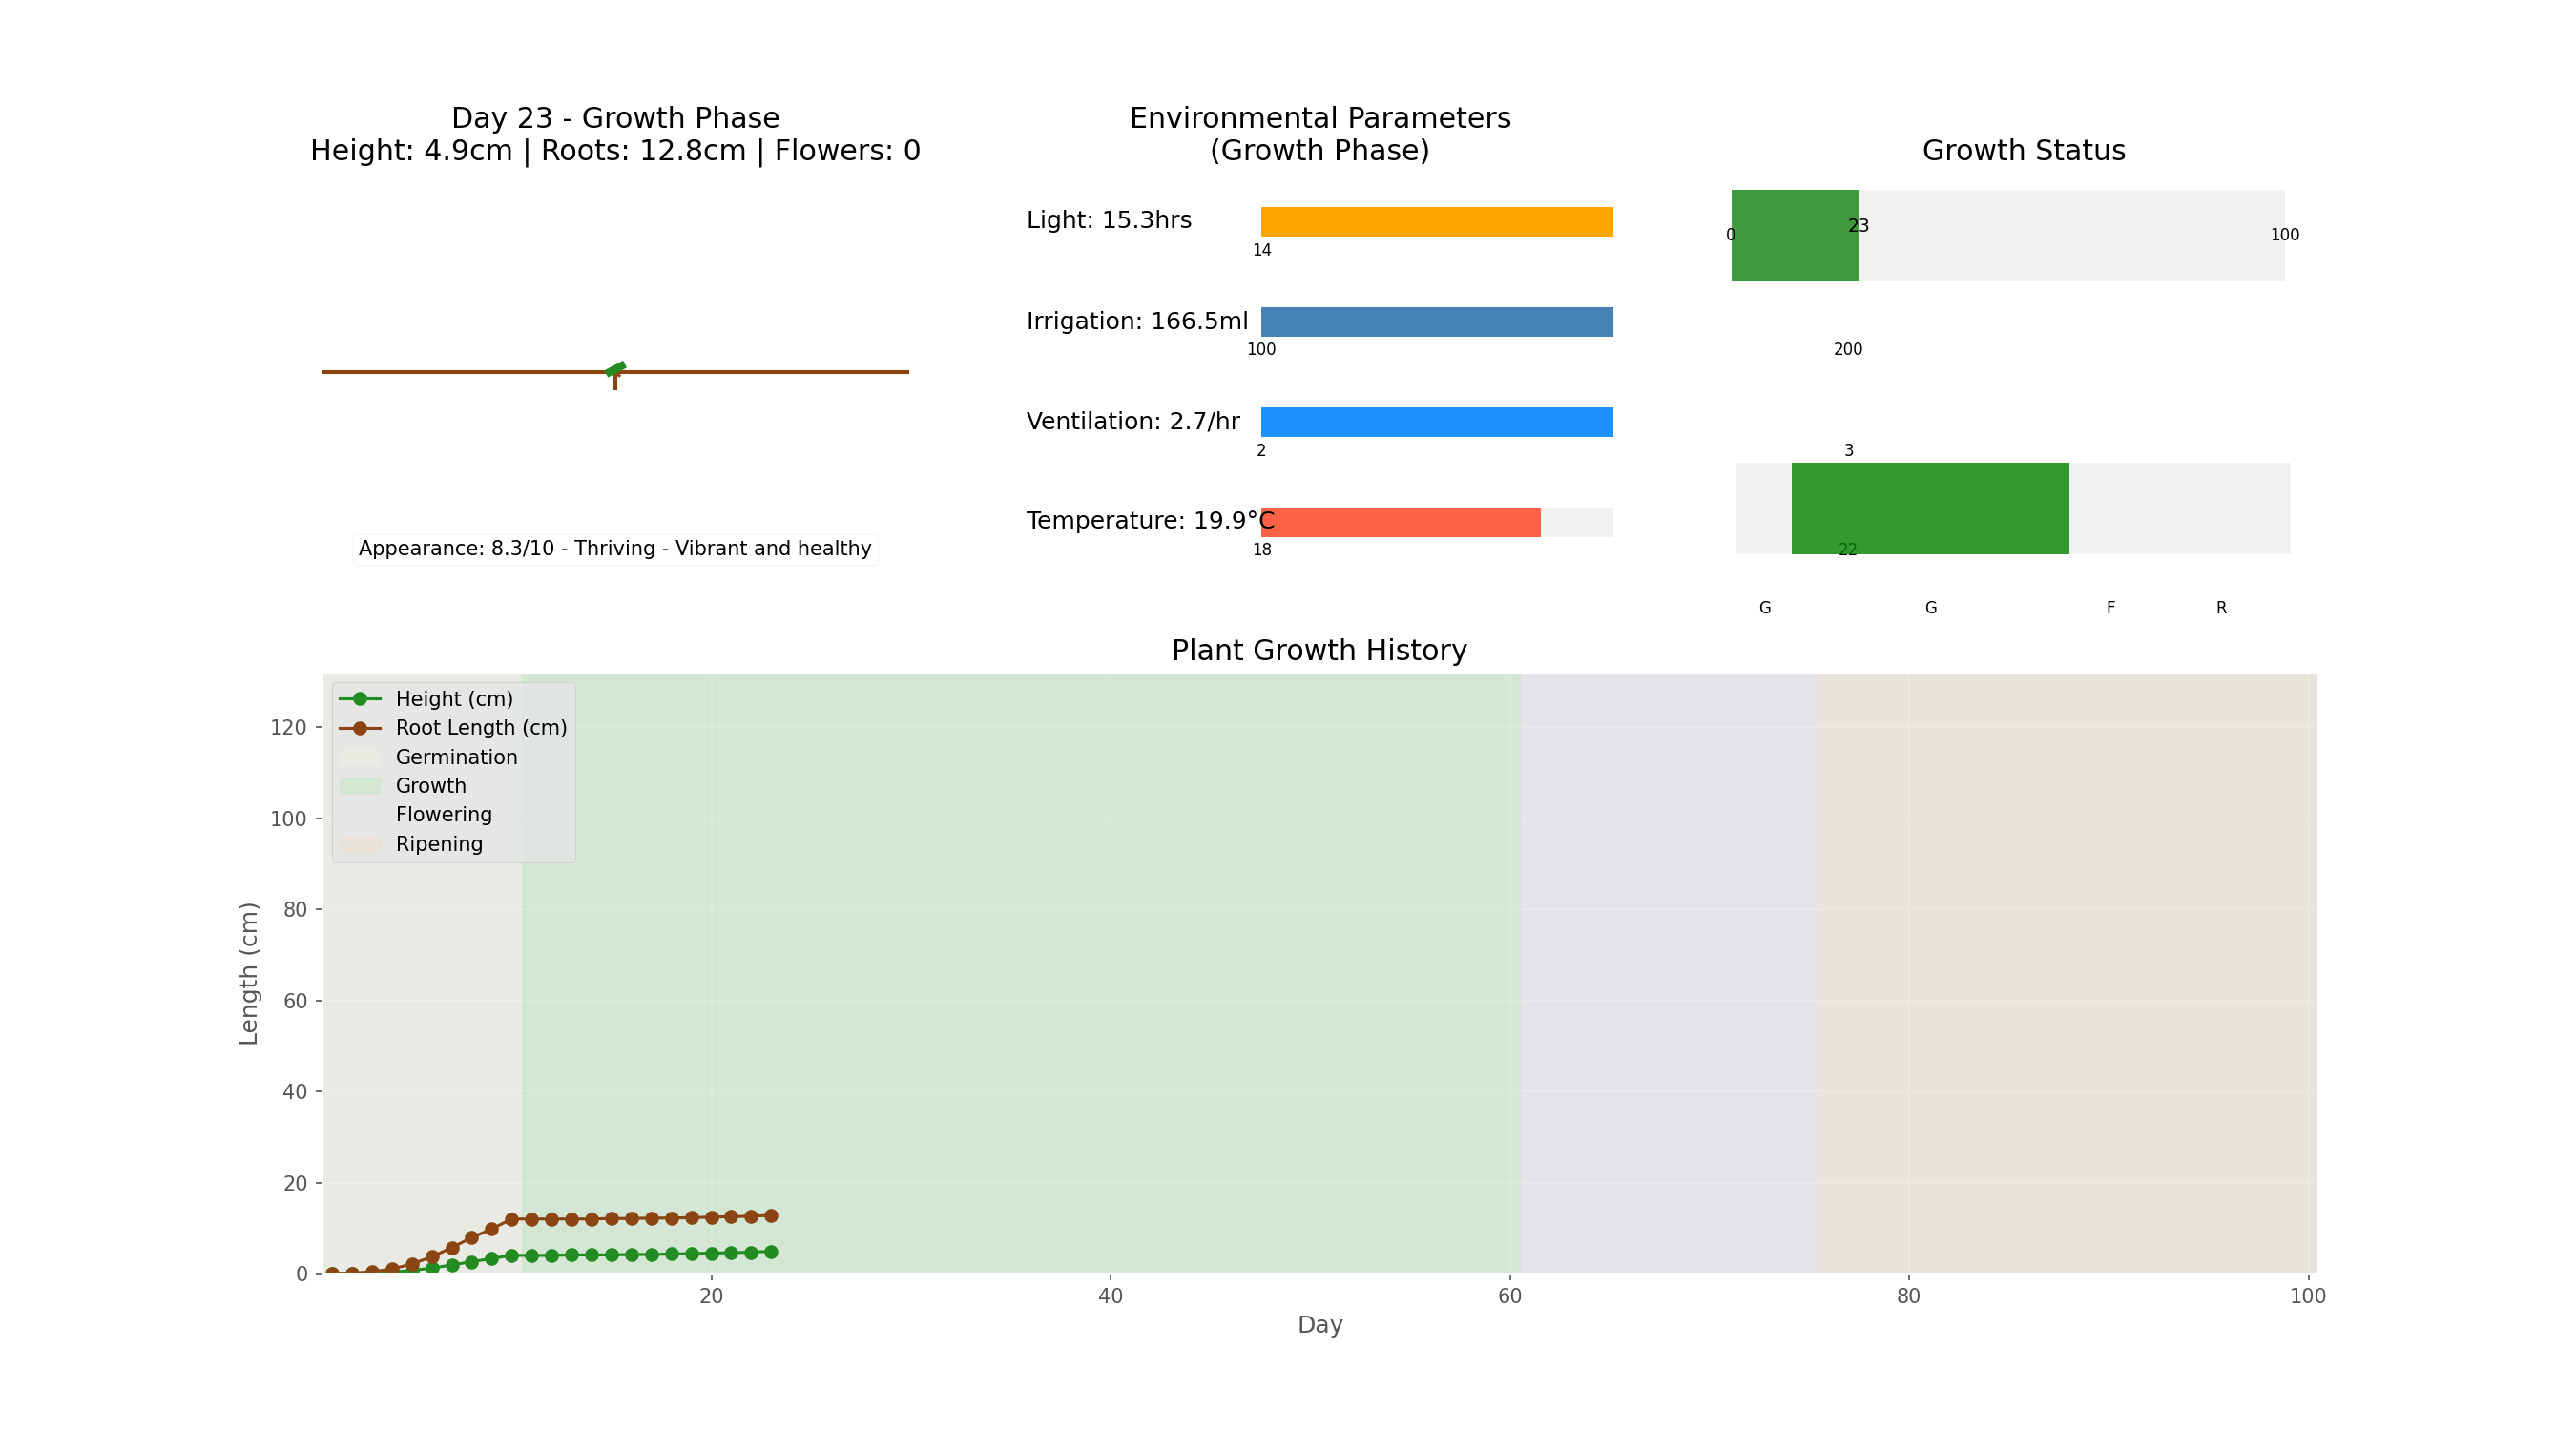 Day 23 - Growth Phase
Height: 4.9cm | Roots: 12.8cm | Flowers: 0
Appearance: 8.3/10 - Thriving - Vibrant and healthy
Environmental Parameters
(Growth Phase)
Light: 15.3hrs
14
Irrigation: 166.5ml
100
200
Ventilation: 2.7/hr
2
3
Temperature: 19.9°C
18
22
Growth Status
0
23
100
G
G
F
R
Plant Growth History
Height (cm)
Root Length (cm)
Germination
Growth
Flowering
Ripening
Length (cm)
120
100
80
60
40
20
0
20
40
60
80
100
Day